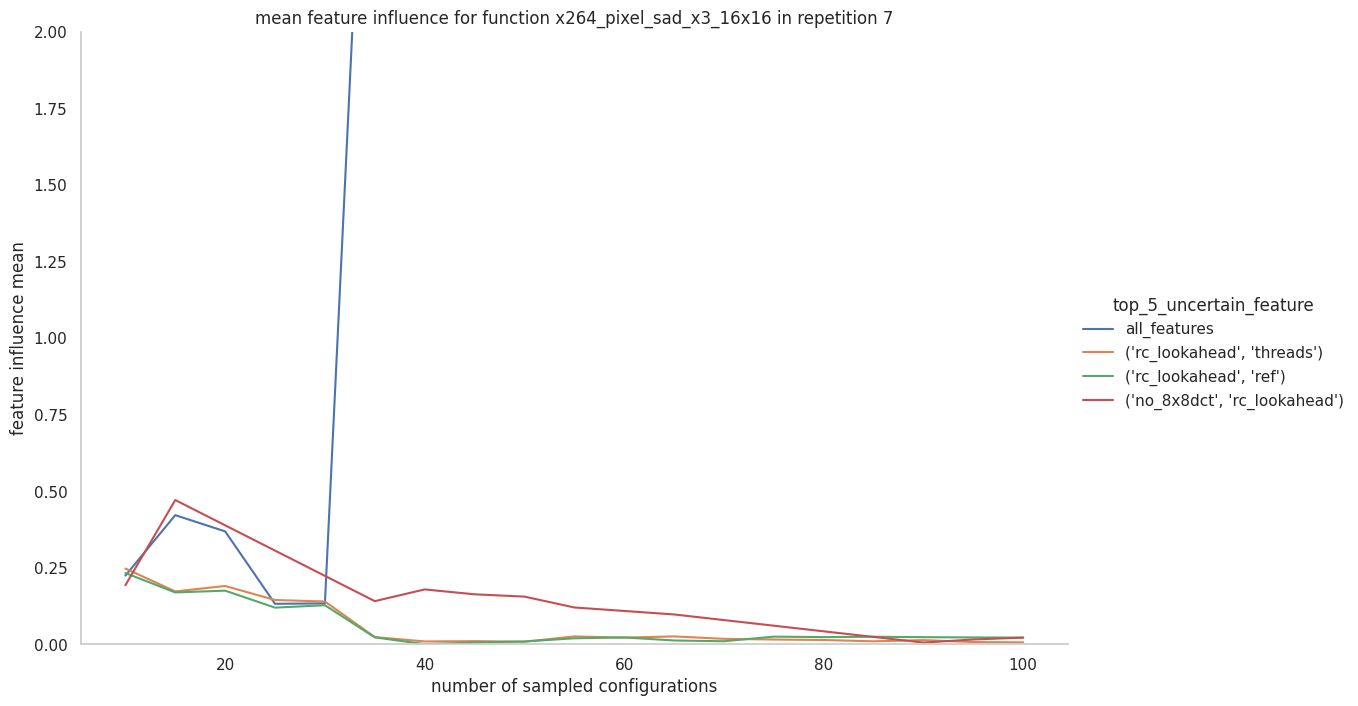 mean feature influence for function x264_pixel_sad_x3_16x16 in repetition 7
2.00
1.75
1.50
1.25
1.00
0.75
0.50
0.25
0.00
feature influence mean
20
40
60
80
100
number of sampled configurations
top_5_uncertain_feature
all_features
('rc_lookahead', 'threads')
('rc_lookahead', 'ref')
('no_8x8dct', 'rc_lookahead')